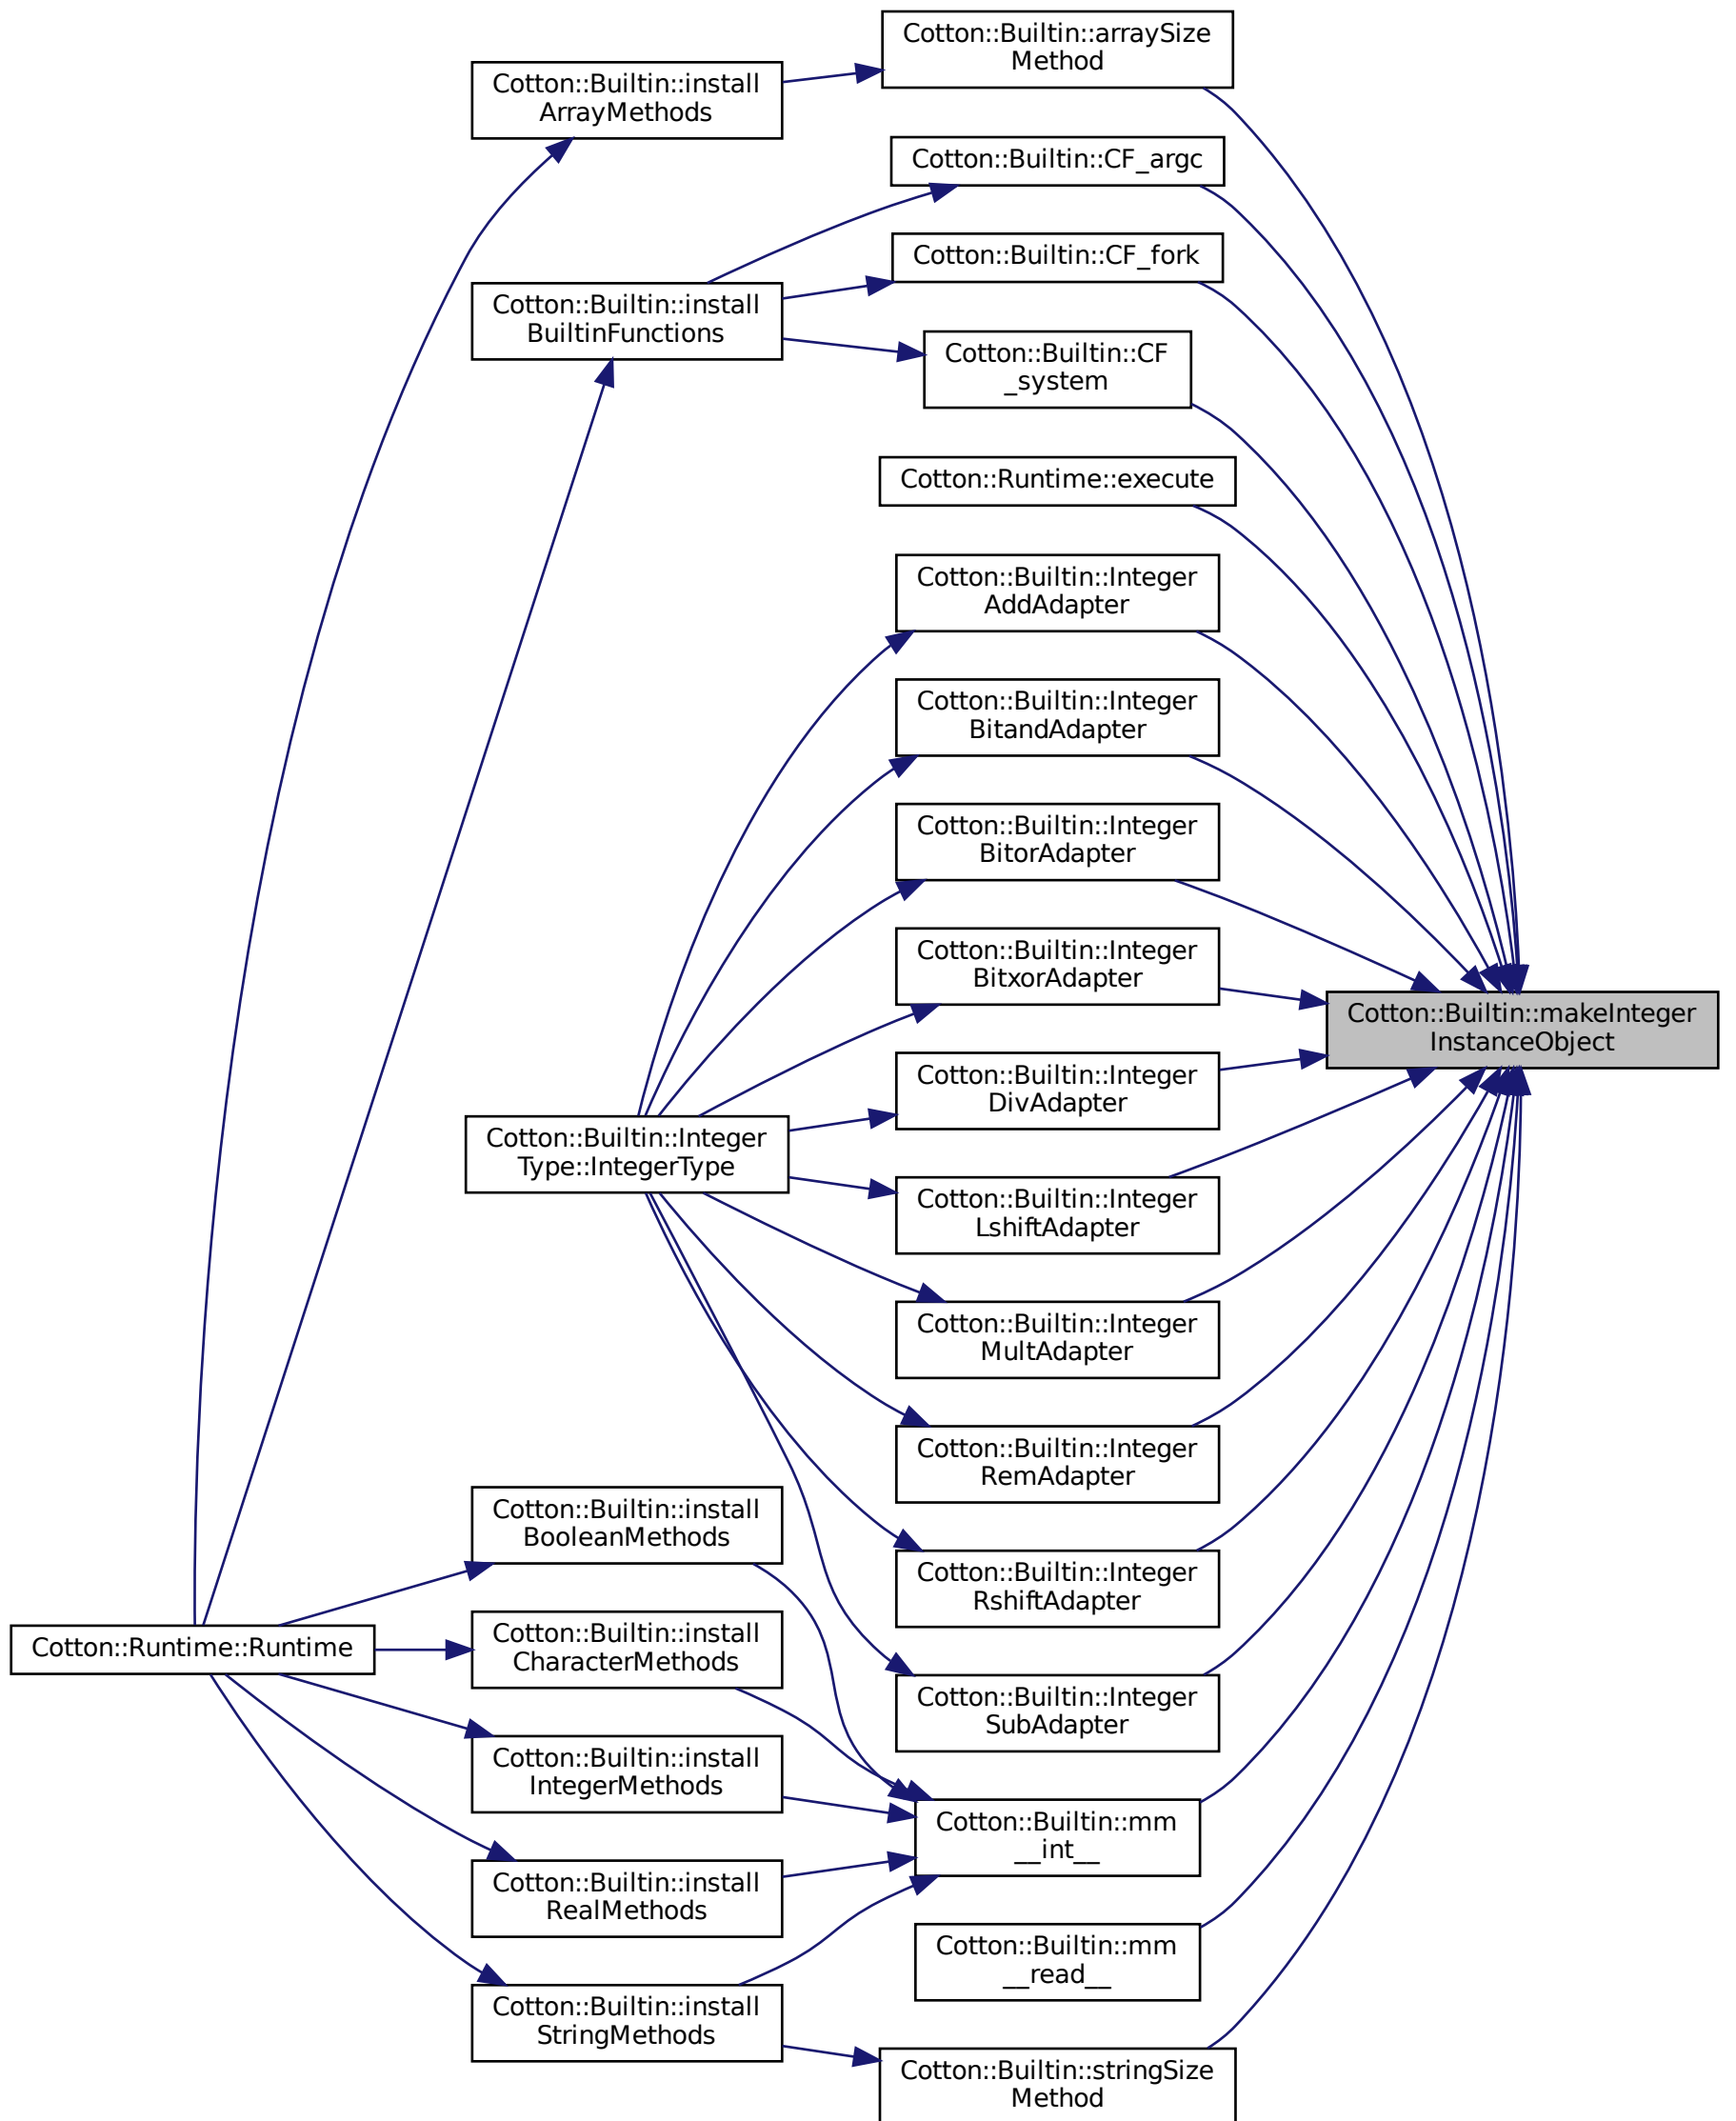 Cotton::Builtin::arraySize
Method
Cotton::Builtin::install
ArrayMethods
Cotton::Builtin::CF_argc
Cotton::Builtin::CF_fork
Cotton::Builtin::install
BuiltinFunctions
Cotton::Builtin::CF
_system
Cotton::Runtime::execute
Cotton::Builtin::Integer
AddAdapter
Cotton::Builtin::Integer
BitandAdapter
Cotton::Builtin::Integer
BitorAdapter
Cotton::Builtin::Integer
BitxorAdapter
Cotton::Builtin::makeInteger
InstanceObject
Cotton::Builtin::Integer
DivAdapter
Cotton::Builtin::Integer
Type::IntegerType
Cotton::Builtin::Integer
LshiftAdapter
Cotton::Builtin::Integer
MultAdapter
Cotton::Builtin::Integer
RemAdapter
Cotton::Builtin::install
BooleanMethods
Cotton::Builtin::Integer
RshiftAdapter
Cotton::Runtime::Runtime
Cotton::Builtin::install
CharacterMethods
Cotton::Builtin::Integer
SubAdapter
Cotton::Builtin::install
IntegerMethods
Cotton::Builtin::mm
__int__
Cotton::Builtin::install
RealMethods
Cotton::Builtin::mm
__read__
Cotton::Builtin::install
StringMethods
Cotton::Builtin::stringSize
Method